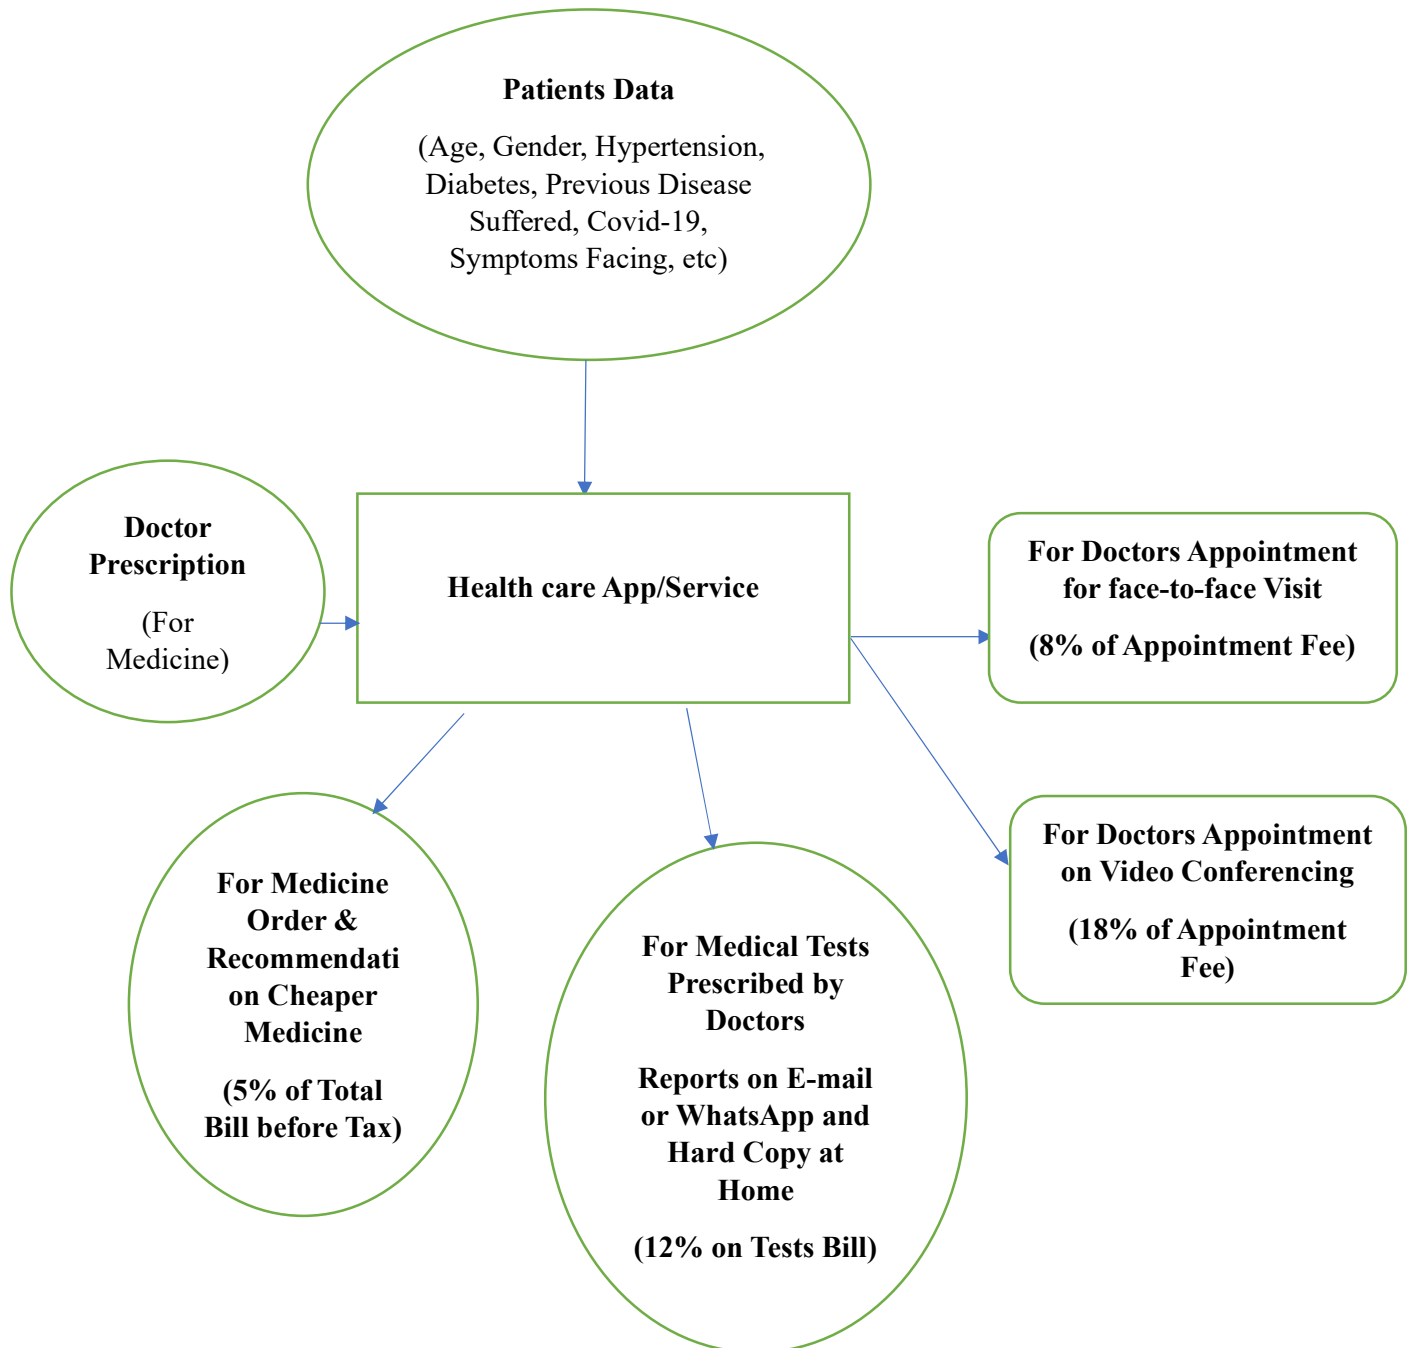 Patients Data
(Age, Gender, Hypertension,
Diabetes, Previous Disease
Suffered, Covid-19,
Symptoms Facing, etc)
Doctor
Prescription
(For
Medicine)
Health care App/Service
For Doctors Appointment
for face-to-face Visit
(8% of Appointment Fee)
For Doctors Appointment
on Video Conferencing
(18% of Appointment
Fee)
For Medicine
Order &
Recommendati
on Cheaper
Medicine
(5% of Total
Bill before Tax)
For Medical Tests
Prescribed by
Doctors
Reports on E-mail
or WhatsApp and
Hard Copy at
Home
(12% on Tests Bill)